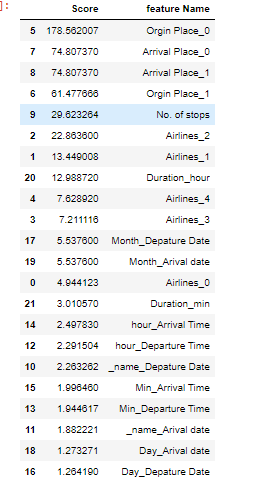 ]:
Score feature Name
5 178.562007 Orgin Place_0
7 74.807370 Arrival Place_0
8 74.807370 Arrival Place_1
6 61.477666 Orgin Place_1
9 29.623264 No. of stops
2 22.863600 Airlines_2
1 13.449008 Airlines_1
20 12.988720 Duration_hour
4 7.628920 Airlines_4
3 7.211116 Airlines_3
17 5.537600 Month_Depature Date
19 5.537600 Month_Arival date
0 4.944123 Airlines_0
21 3.010570 Duration_min
14 2.497830 hour_Arrival Time
12 2.291504 hour_Departure Time
10 2.263262 _name_Depature Date
15 1.996460 Min_Arrival Time
13 1.944617 Min_Departure Time
11 1.882221 _name_Arival date
18 1.273271 Day_Arival date
16 1.264190 Day_Depature Date